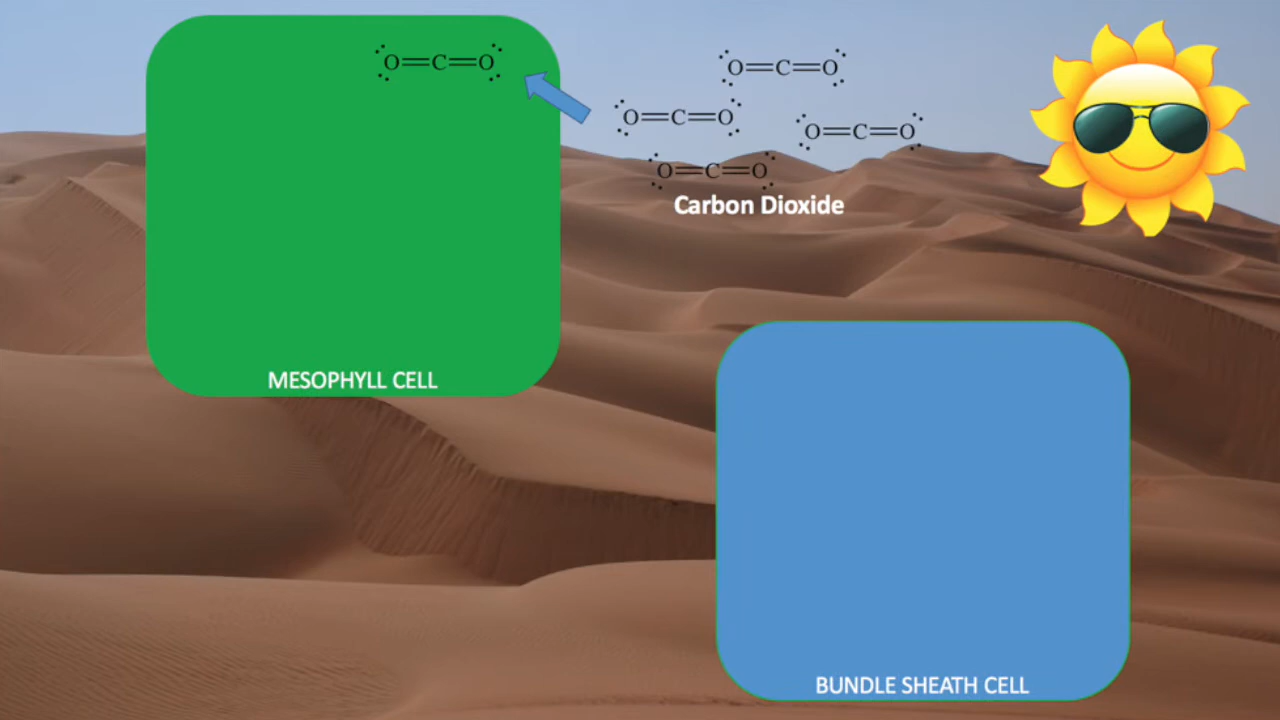 O=C=O
O=C=O
O=C=O
O=C=O
O=C=O
Carbon Dioxide
MESOPHYLL CELL
BUNDLE SHEATH CELL